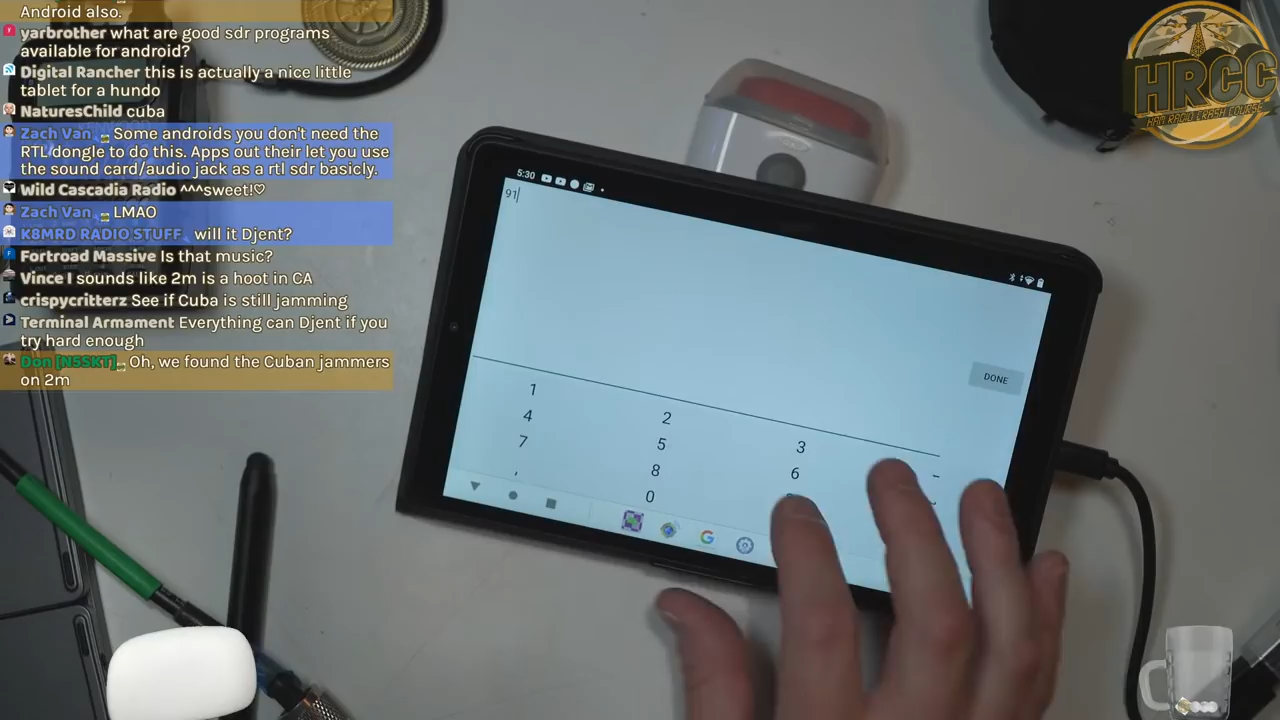 Android also.
yarbrother what are good sdr programs
available for android?
Digital Rancher this is actually a nice little
tablet for a hundo
NaturesChild cuba
Zach Van Some androids you don't need the
RTL dongle to do this. Apps out their let you use
the sound card/audio jack as a rtl sdr basicly.
Wild Cascadia Radio ^^^sweet!♡
Zach Van LMAO
K8MRD RADIO STUFF will it Djent?
Fortroad Massive Is that music?
Vince I sounds like 2m is a hoot in CA
crispycritterz See if Cuba is still jamming
Terminal Armament Everything can Djent if you
try hard enough
Don [N5SKT] Oh, we found the Cuban jammers
on 2m
HRCC
HAM RADIO CRASH COURSE
5:30
91
DONE
1 2 3 -
4 5 6
7 8
, 0
G